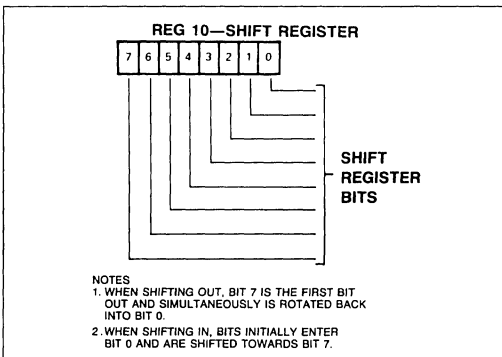 REG 10—SHIFT REGISTER
7 6 5 4 3 2 1 0
SHIFT
REGISTER
BITS
NOTES
1. WHEN SHIFTING OUT, BIT 7 IS THE FIRST BIT
OUT AND SIMULTANEOUSLY IS ROTATED BACK
INTO BIT 0.
2. WHEN SHIFTING IN, BITS INITIALLY ENTER
BIT 0 AND ARE SHIFTED TOWARDS BIT 7.